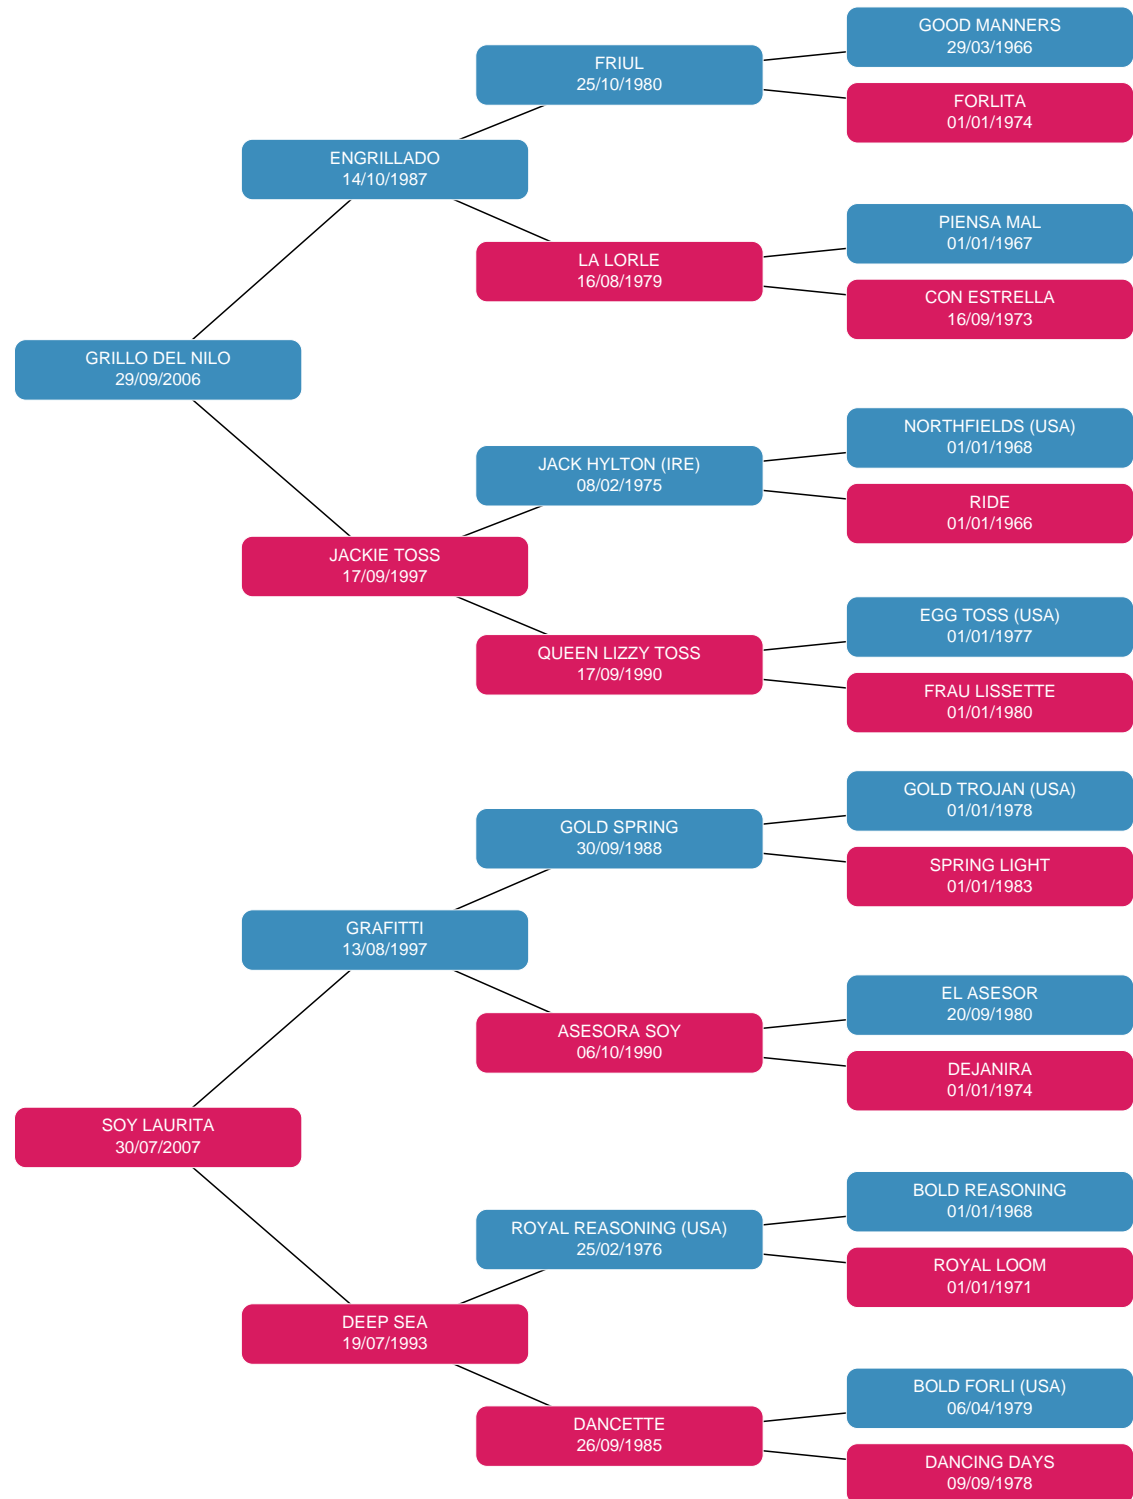 GOOD MANNERS
29/03/1966
FRIUL
25/10/1980
FORLITA
01/01/1974
ENGRILLADO
14/10/1987
PIENSA MAL
01/01/1967
LA LORLE
16/08/1979
CON ESTRELLA
16/09/1973
GRILLO DEL NILO
29/09/2006
NORTHFIELDS (USA)
01/01/1968
JACK HYLTON (IRE)
08/02/1975
RIDE
01/01/1966
JACKIE TOSS
17/09/1997
EGG TOSS (USA)
01/01/1977
QUEEN LIZZY TOSS
17/09/1990
FRAU LISSETTE
01/01/1980
GOLD TROJAN (USA)
01/01/1978
GOLD SPRING
30/09/1988
SPRING LIGHT
01/01/1983
GRAFITTI
13/08/1997
EL ASESOR
20/09/1980
ASESORA SOY
06/10/1990
DEJANIRA
01/01/1974
SOY LAURITA
30/07/2007
BOLD REASONING
01/01/1968
ROYAL REASONING (USA)
25/02/1976
ROYAL LOOM
01/01/1971
DEEP SEA
19/07/1993
BOLD FORLI (USA)
06/04/1979
DANCETTE
26/09/1985
DANCING DAYS
09/09/1978